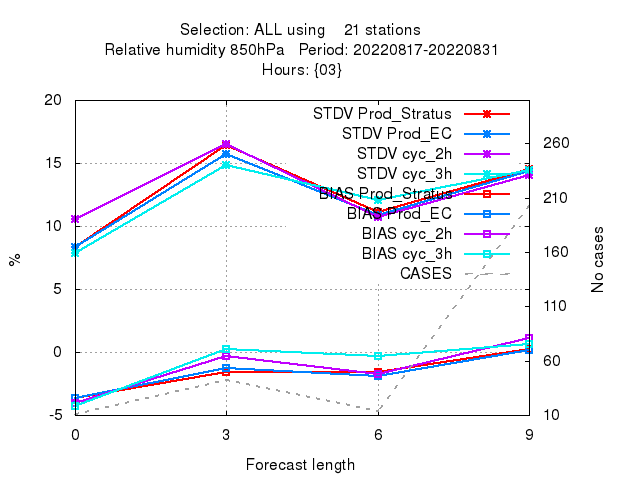 Selection: ALL using 21 stations
Relative humidity 850hPa Period: 20220817-20220831
Hours: {03}
20
15
10
5
0
-5
%
STDV Prod_Stratus
STDV Prod_EC
STDV cyc_2h
STDV cyc_3h
BIAS Prod_Stratus
BIAS Prod_EC
BIAS cyc_2h
BIAS cyc_3h
CASES
260
210
160
110
60
10
No cases
0 3 6 9
Forecast length